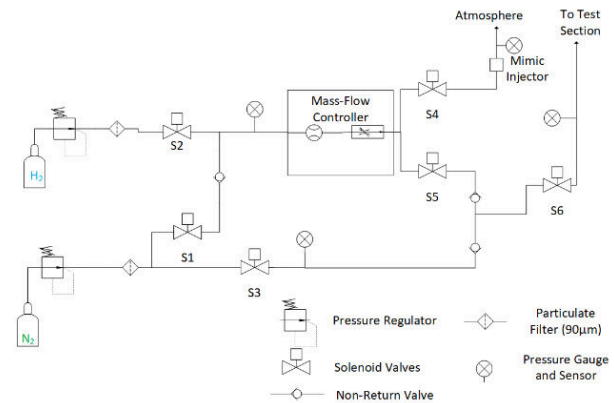 Atmosphere
To Test
Section
Mimic
Injector
Mass-Flow
Controller
S4
S2
H₂
S5
S6
S1
S3
N₂
Pressure Regulator
Particulate
Filter (90µm)
Solenoid Valves
Pressure Gauge
and Sensor
Non-Return Valve